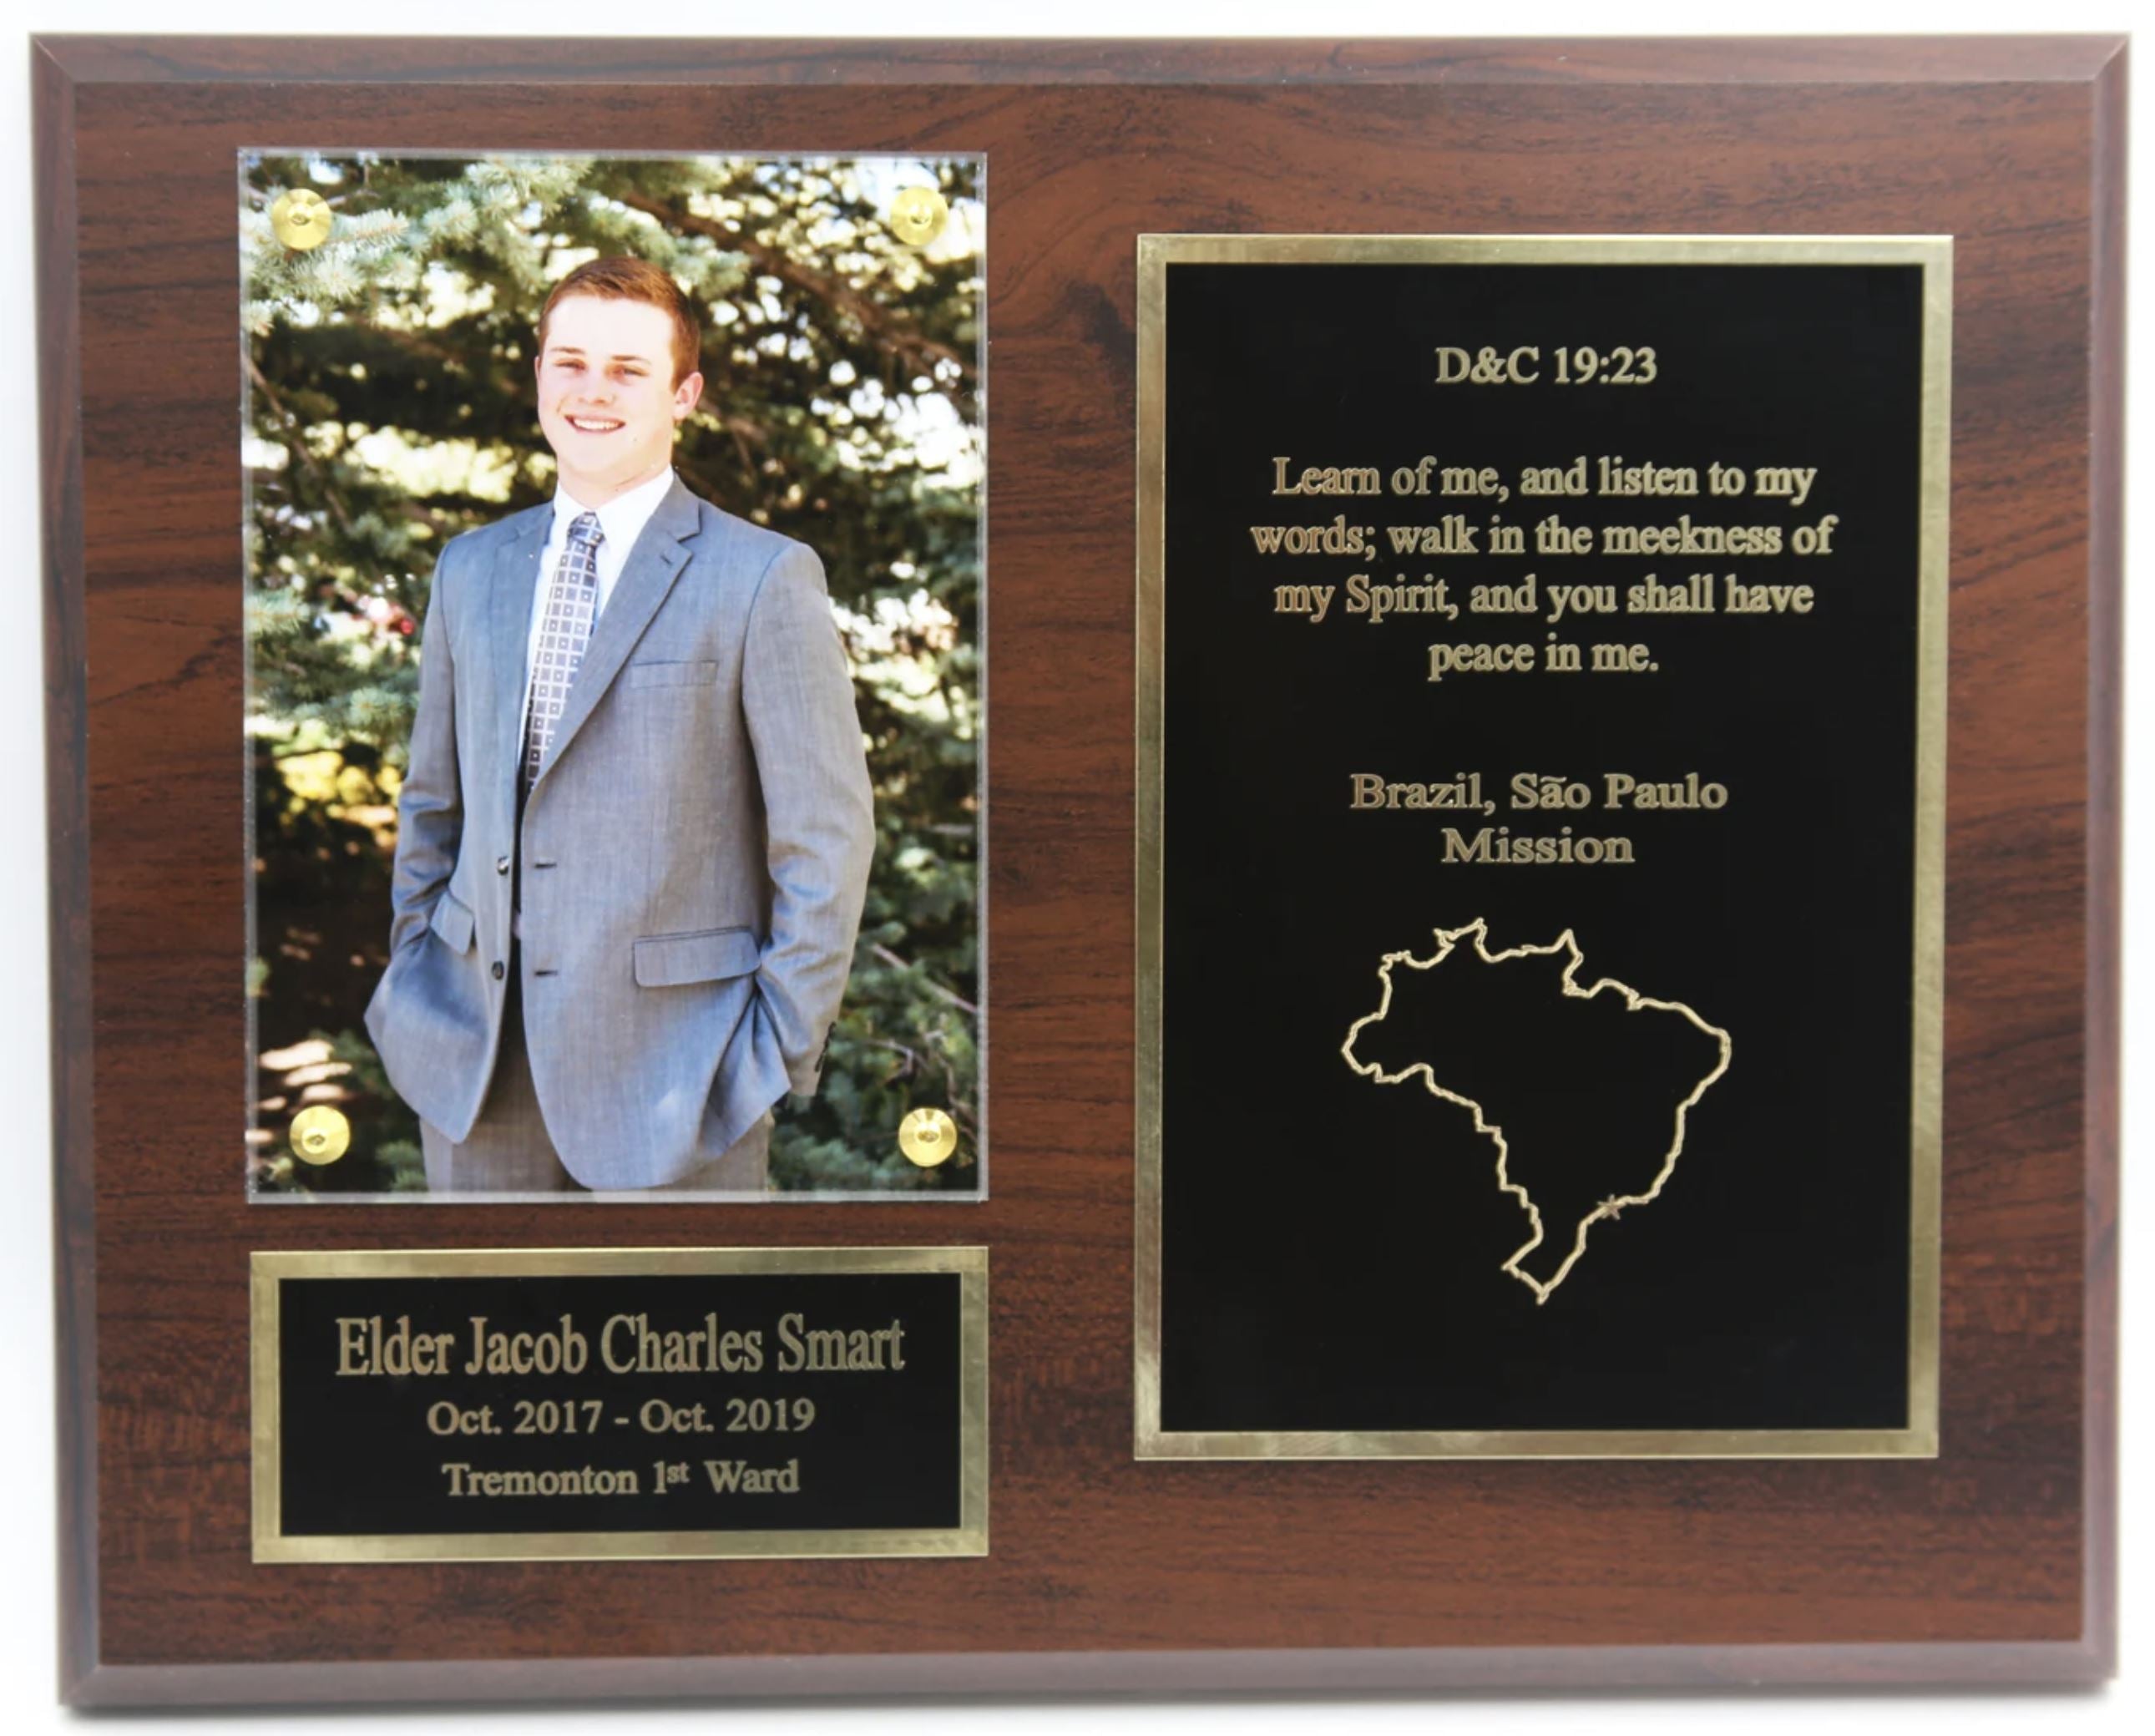 Elder Jacob Charles Smart
Oct. 2017 - Oct. 2019
Tremonton 1st Ward
D&C 19:23
Learn of me, and listen to my
words; walk in the meekness of
my Spirit, and you shall have
peace in me.
Brazil, São Paulo
Mission